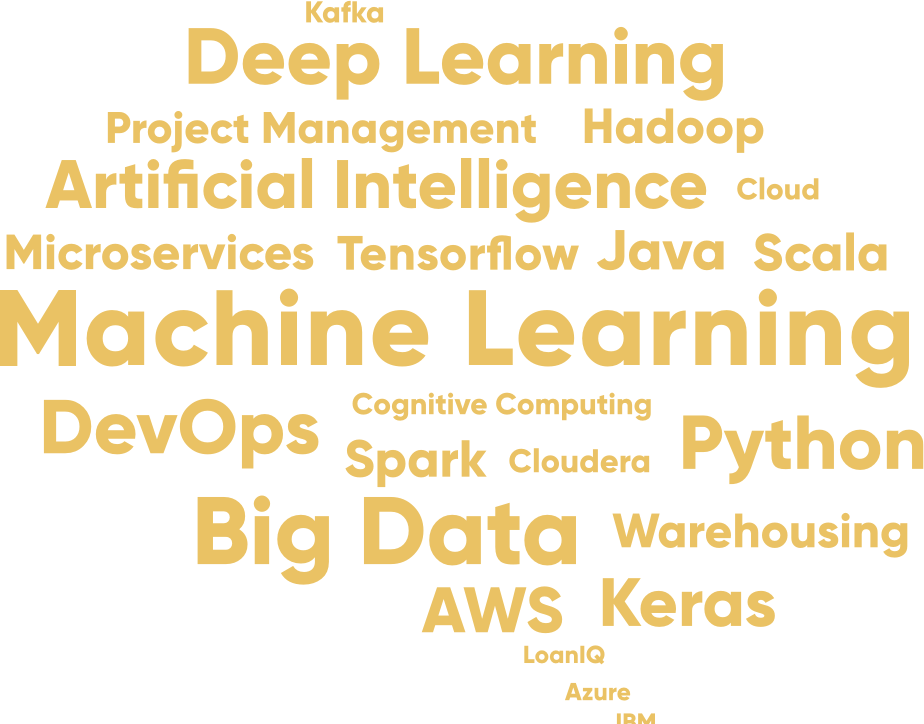 Kafka
Deep Learning
Project Management Hadoop
Artificial Intelligence Cloud
Microservices Tensorflow Java Scala
Machine Learning
DevOps Cognitive Computing Python
Spark Cloudera
Big Data Warehousing
AWS Keras
LoanIQ
Azure
IBM